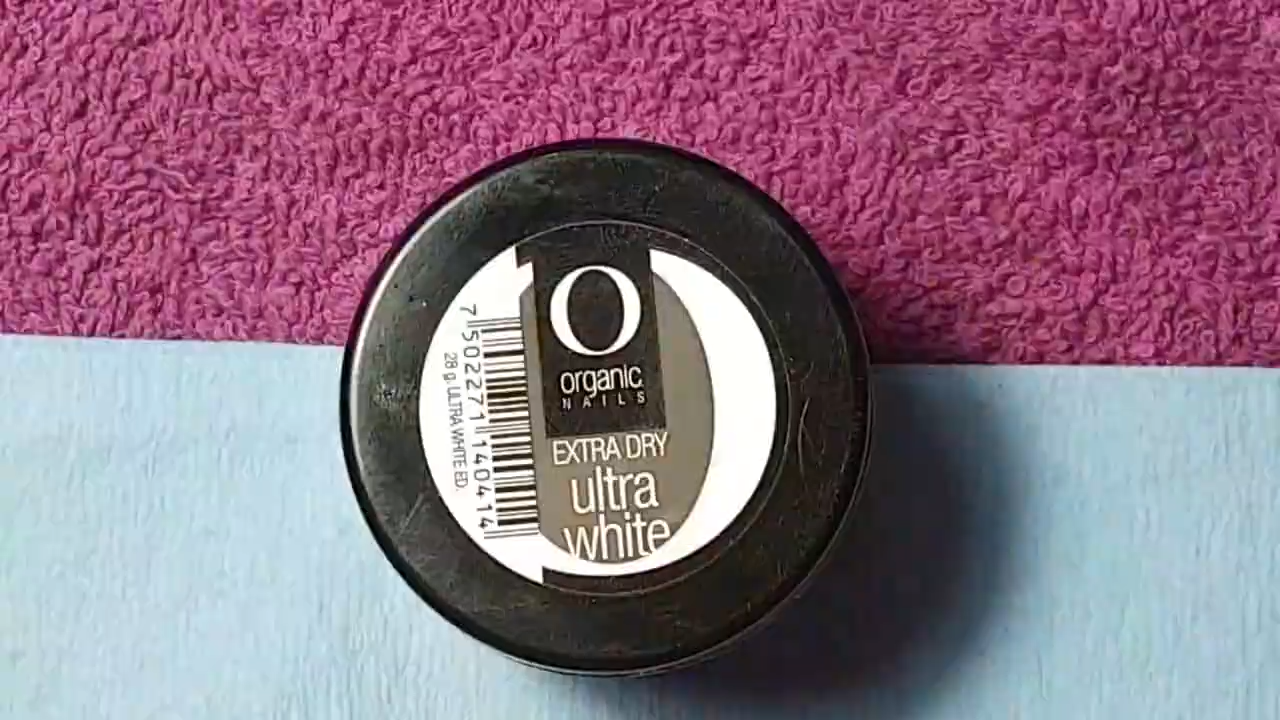 O
organic
NAILS
EXTRA DRY
ultra
white
7 502271 140414
28 g. ULTRA WHITE ED.